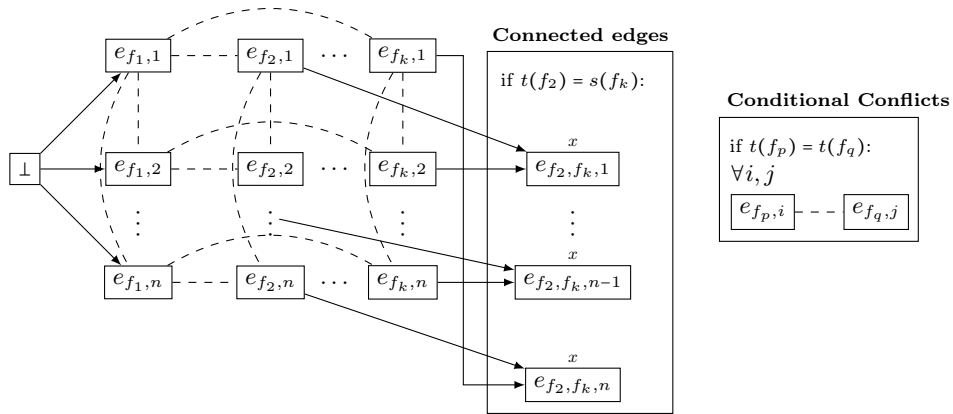 Connected edges
e_{f_1,1} e_{f_2,1} ⋯ e_{f_k,1}
if t(f_2) = s(f_k):
Conditional Conflicts
x
if t(f_p) = t(f_q):
⊥ e_{f_1,2} e_{f_2,2} ⋯ e_{f_k,2} e_{f_2,f_k,1}
∀i,j
e_{f_p,i} e_{f_q,j}
⋮ ⋮ ⋮ ⋮
x
e_{f_1,n} e_{f_2,n} ⋯ e_{f_k,n} e_{f_2,f_k,n−1}
x
e_{f_2,f_k,n}